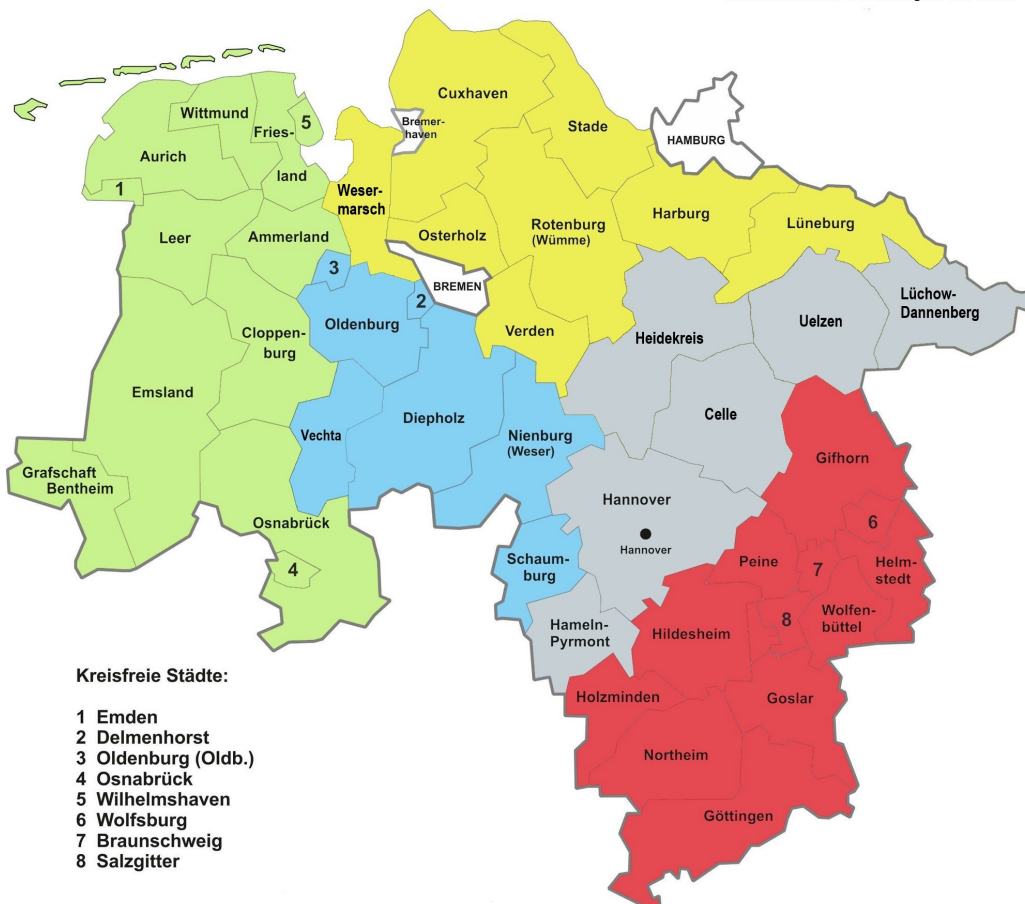 Cuxhaven
Wittmund
Bremer-
haven
Stade
5
Fries-
HAMBURG
Aurich
land
1
Weser-
marsch
Harburg
Lüneburg
Rotenburg
(Wümme)
Leer
Ammerland
Osterholz
3
BREMEN
Lüchow-
Dannenberg
2
Oldenburg
Verden
Heidekreis
Uelzen
Cloppen-
burg
Emsland
Diepholz
Celle
Vechta
Nienburg
(Weser)
Gifhorn
Grafschaft
Bentheim
Hannover
Osnabrück
6
Hannover
Schaum-
burg
Peine
7
Helm-
stedt
4
8
Wolfen-
büttel
Hameln-
Pyrmont
Hildesheim
Holzminden
Goslar
Northeim
Göttingen
Kreisfreie Städte:
1 Emden
2 Delmenhorst
3 Oldenburg (Oldb.)
4 Osnabrück
5 Wilhelmshaven
6 Wolfsburg
7 Braunschweig
8 Salzgitter